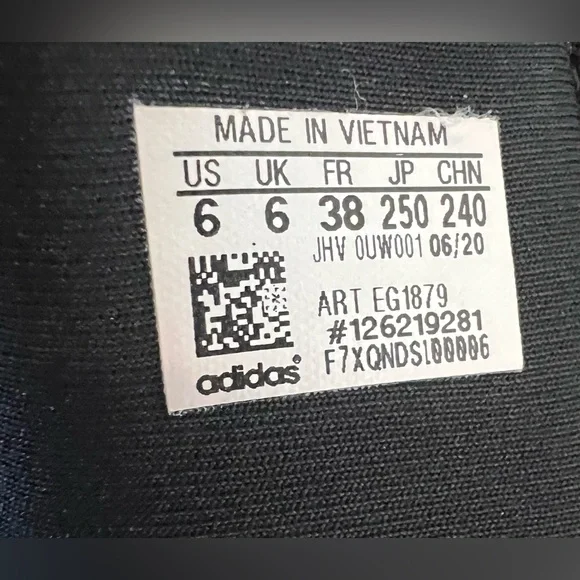 MADE IN VIETNAM
US UK FR JP CHN
6 6 38 250 240
JHV 0UW001 06/20
ART EG1879
#126219281
F7XQNDSL00006
adidas®